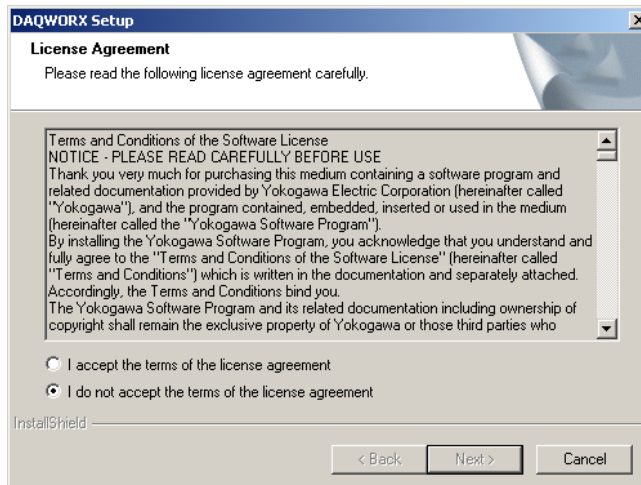 DAQWORX Setup
License Agreement
Please read the following license agreement carefully.
Terms and Conditions of the Software License
NOTICE - PLEASE READ CAREFULLY BEFORE USE
Thank you very much for purchasing this medium containing a software program and
related documentation provided by Yokogawa Electric Corporation (hereinafter called
"Yokogawa"), and the program contained, embedded, inserted or used in the medium
(hereinafter called the "Yokogawa Software Program").
By installing the Yokogawa Software Program, you acknowledge that you understand and
fully agree to the "Terms and Conditions of the Software License" (hereinafter called
"Terms and Conditions") which is written in the documentation and separately attached.
Accordingly, the Terms and Conditions bind you.
The Yokogawa Software Program and its related documentation including ownership of
copyright shall remain the exclusive property of Yokogawa or those third parties who
I accept the terms of the license agreement
I do not accept the terms of the license agreement
InstallShield
< Back Next > Cancel